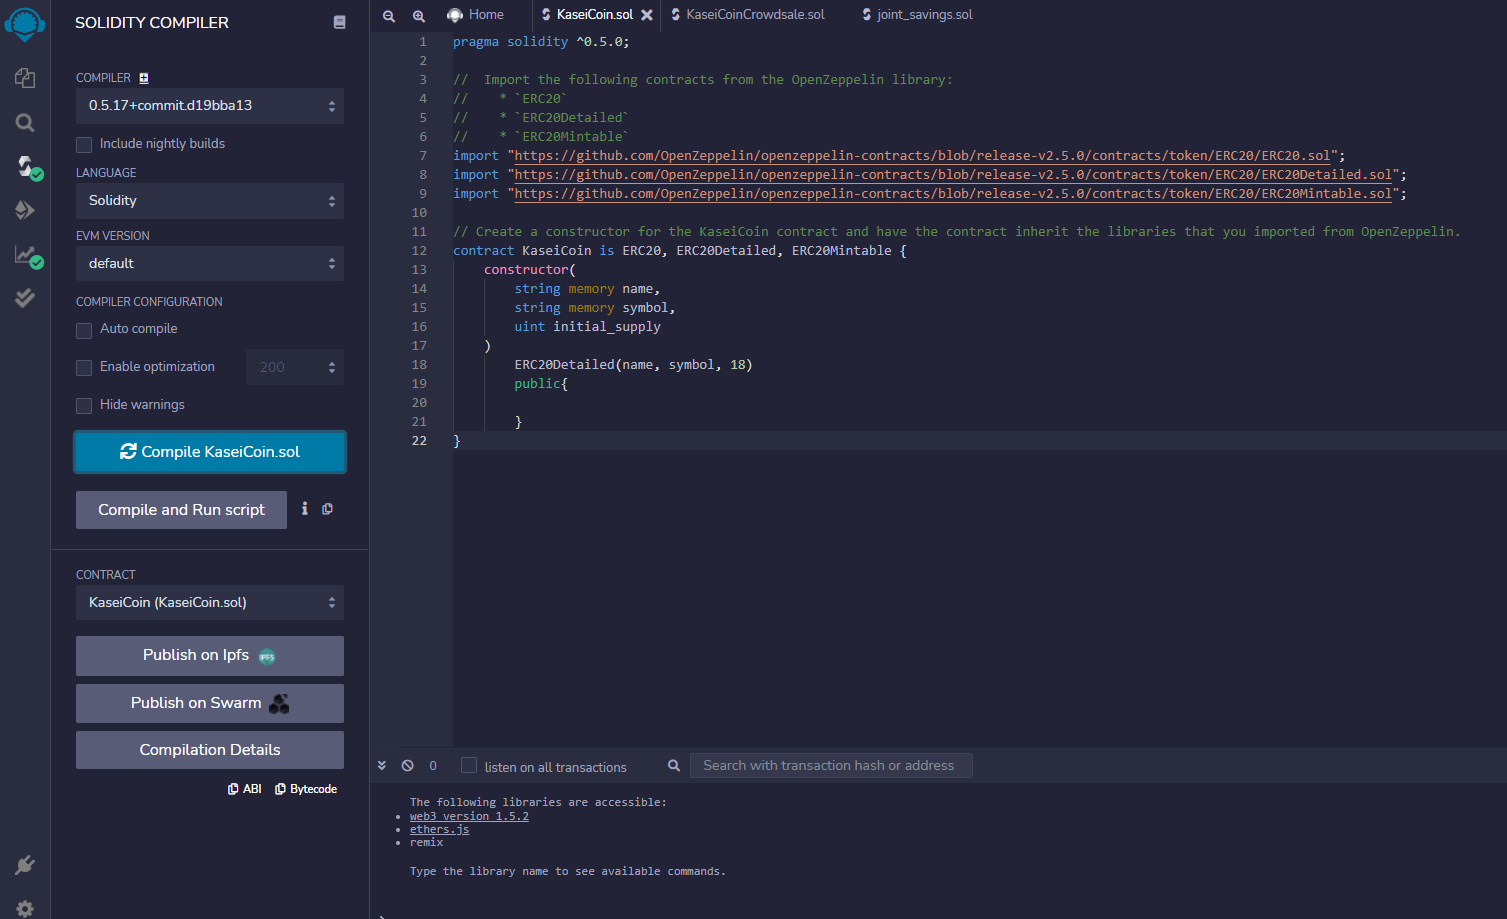 SOLIDITY COMPILER
COMPILER
0.5.17+commit.d19bba13
Include nightly builds
LANGUAGE
Solidity
EVM VERSION
default
COMPILER CONFIGURATION
Auto compile
Enable optimization
200
Hide warnings
Compile KaseiCoin.sol
Compile and Run script
CONTRACT
KaseiCoin (KaseiCoin.sol)
Publish on Ipfs
IPFS
Publish on Swarm
Compilation Details
ABI Bytecode
Home KaseiCoin.sol KaseiCoinCrowdsale.sol joint_savings.sol
1 pragma solidity ^0.5.0;
2
3 //  Import the following contracts from the OpenZeppelin library:
4 //    * `ERC20`
5 //    * `ERC20Detailed`
6 //    * `ERC20Mintable`
7 import "https://github.com/OpenZeppelin/openzeppelin-contracts/blob/release-v2.5.0/contracts/token/ERC20/ERC20.sol";
8 import "https://github.com/OpenZeppelin/openzeppelin-contracts/blob/release-v2.5.0/contracts/token/ERC20/ERC20Detailed.sol";
9 import "https://github.com/OpenZeppelin/openzeppelin-contracts/blob/release-v2.5.0/contracts/token/ERC20/ERC20Mintable.sol";
10
11 // Create a constructor for the KaseiCoin contract and have the contract inherit the libraries that you imported from OpenZeppelin.
12 contract KaseiCoin is ERC20, ERC20Detailed, ERC20Mintable {
13     constructor(
14         string memory name,
15         string memory symbol,
16         uint initial_supply
17     )
18         ERC20Detailed(name, symbol, 18)
19         public{
20
21         }
22 }
0 listen on all transactions Search with transaction hash or address
The following libraries are accessible:
• web3 version 1.5.2
• ethers.js
• remix
Type the library name to see available commands.
>